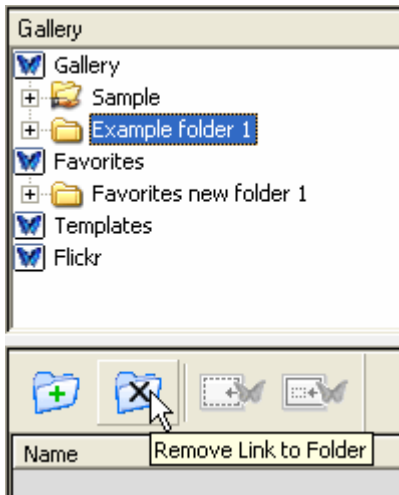 Gallery
Gallery
Sample
Example folder 1
Favorites
Favorites new folder 1
Templates
Flickr
Remove Link to Folder
Name